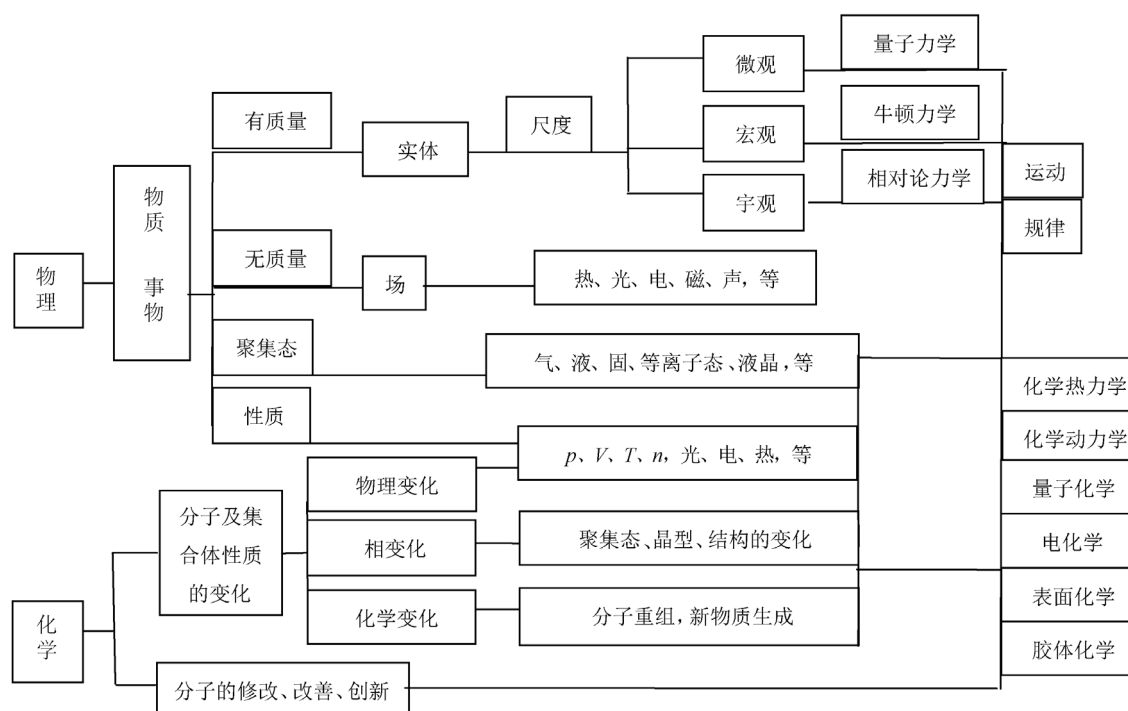 量子力学
微观
有质量
尺度
牛顿力学
宏观
实体
物质
事物
相对论力学
运动
宇观
规律
无质量
物理
场
热、光、电、磁、声,等
聚集态
气、液、固、等离子态、液晶,等
化学热力学
性质
化学动力学
p、V、T、n,光、电、热,等
物理变化
量子化学
分子及集
合体性质
的变化
相变化
聚集态、晶型、结构的变化
电化学
表面化学
化学
化学变化
分子重组,新物质生成
胶体化学
分子的修改、改善、创新